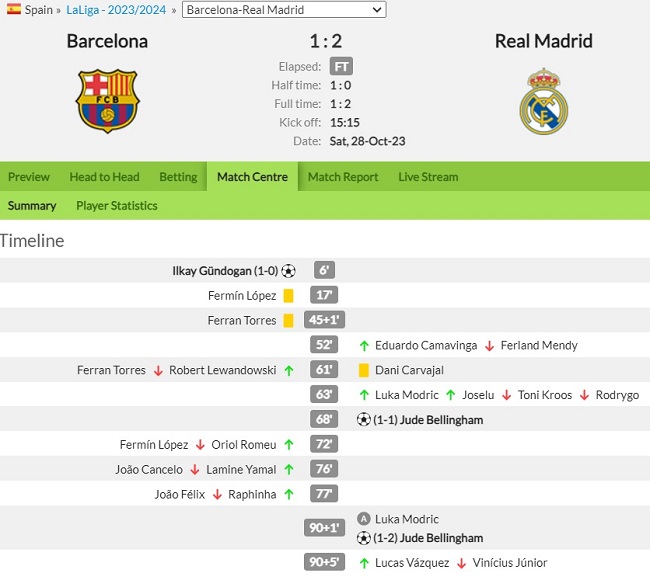 Spain » LaLiga - 2023/2024 » Barcelona-Real Madrid
Barcelona 1 : 2 Real Madrid
Elapsed: FT
Half time: 1 : 0
Full time: 1 : 2
Kick off: 15:15
Date: Sat, 28-Oct-23
FCB
Preview Head to Head Betting Match Centre Match Report Live Stream
Summary Player Statistics
Timeline
Ilkay Gündogan (1-0) 6'
Fermín López 17'
Ferran Torres 45+1'
52' Eduardo Camavinga Ferland Mendy
Ferran Torres Robert Lewandowski 61' Dani Carvajal
63' Luka Modric Joselu Toni Kroos Rodrygo
68' (1-1) Jude Bellingham
Fermín López Oriol Romeu 72'
João Cancelo Lamine Yamal 76'
João Félix Raphinha 77'
90+1' A Luka Modric
(1-2) Jude Bellingham
90+5' Lucas Vázquez Vinícius Júnior